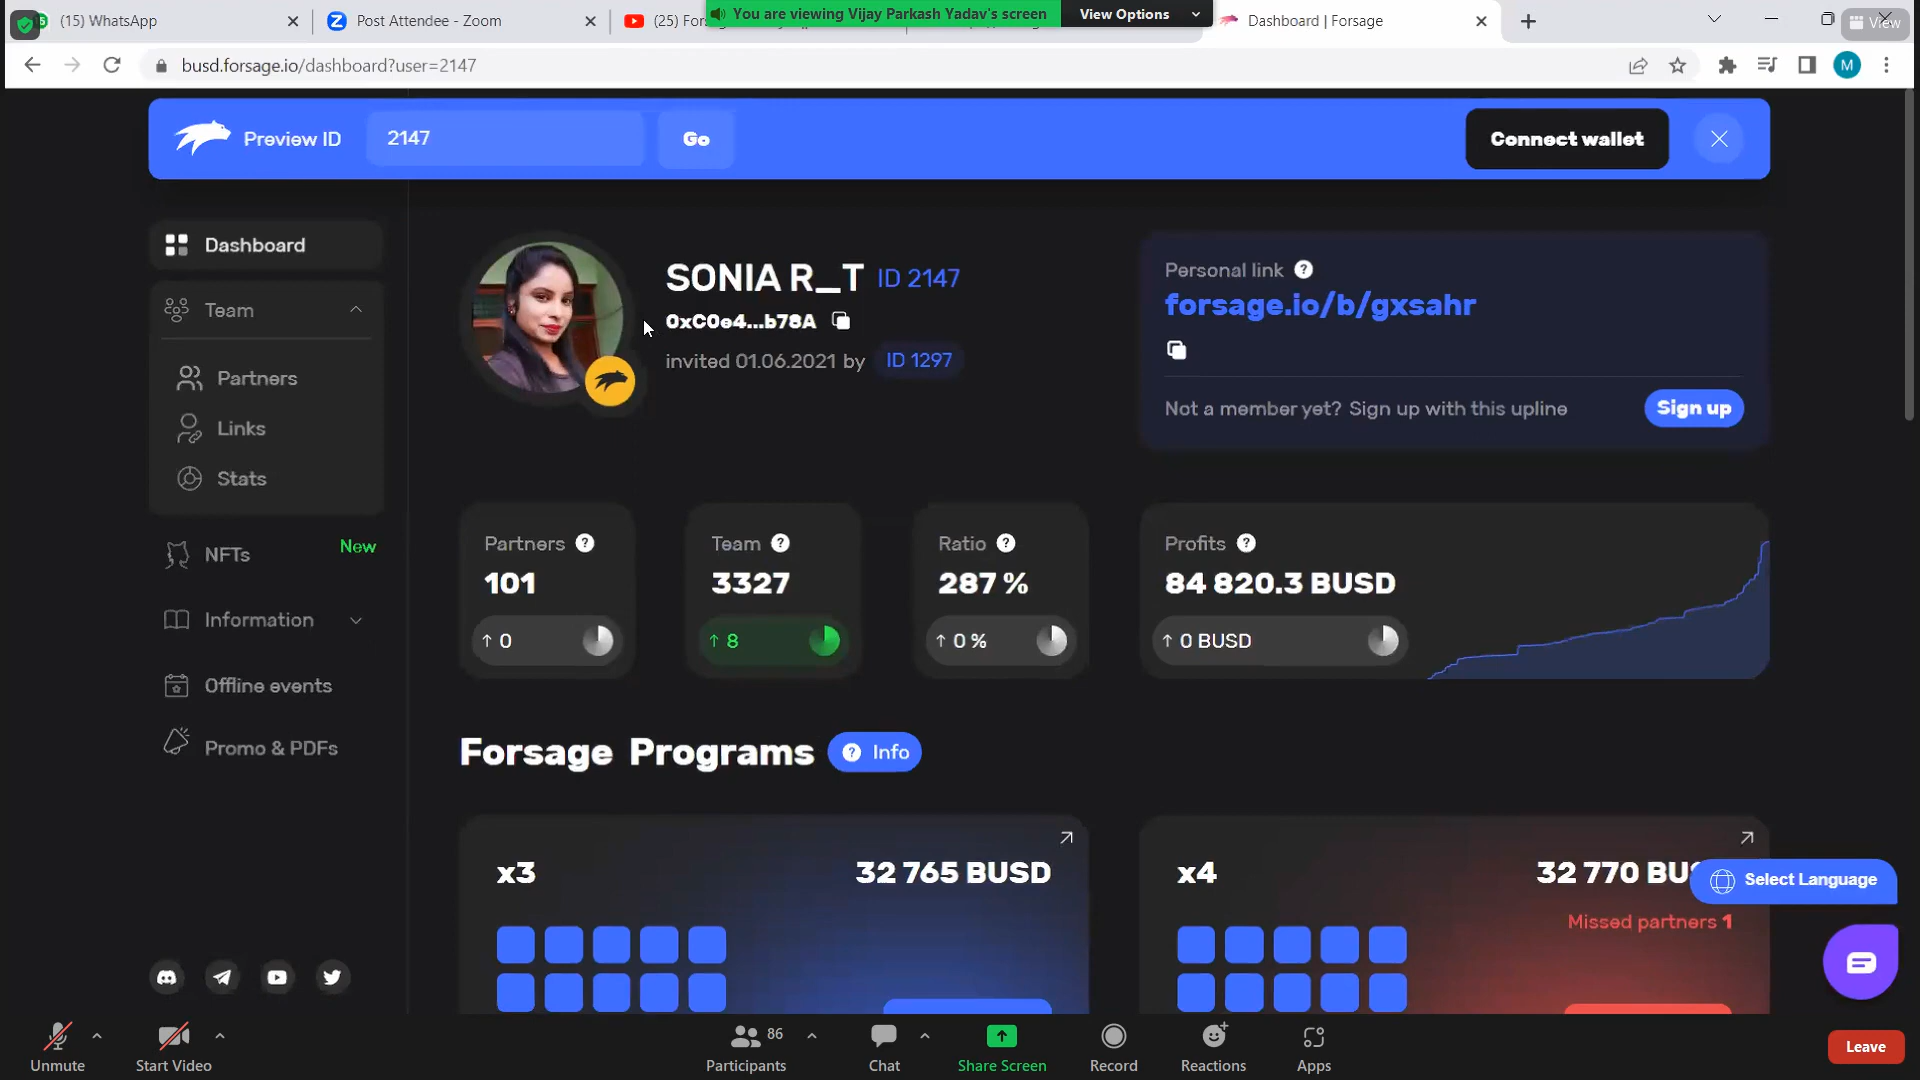 (15) WhatsApp
Post Attendee - Zoom
(25) Fors
You are viewing Vijay Parkash Yadav's screen
View Options
Dashboard | Forsage
View
busd.forsage.io/dashboard?user=2147
M
Preview ID
2147
Go
Connect wallet
Dashboard
Team
Partners
Links
Stats
NFTs
New
Information
Offline events
Promo & PDFs
SONIA R_T ID 2147
0xC0e4...b78A
invited 01.06.2021 by ID 1297
Personal link ?
forsage.io/b/gxsahr
Not a member yet? Sign up with this upline
Sign up
Partners ?
101
↑ 0
Team ?
3327
↑ 8
Ratio ?
287 %
↑ 0 %
Profits ?
84 820.3 BUSD
↑ 0 BUSD
Forsage Programs
? Info
x3
32 765 BUSD
x4
32 770 BUS
Missed partners 1
Select Language
Unmute
Start Video
86
Participants
Chat
Share Screen
Record
Reactions
Apps
Leave